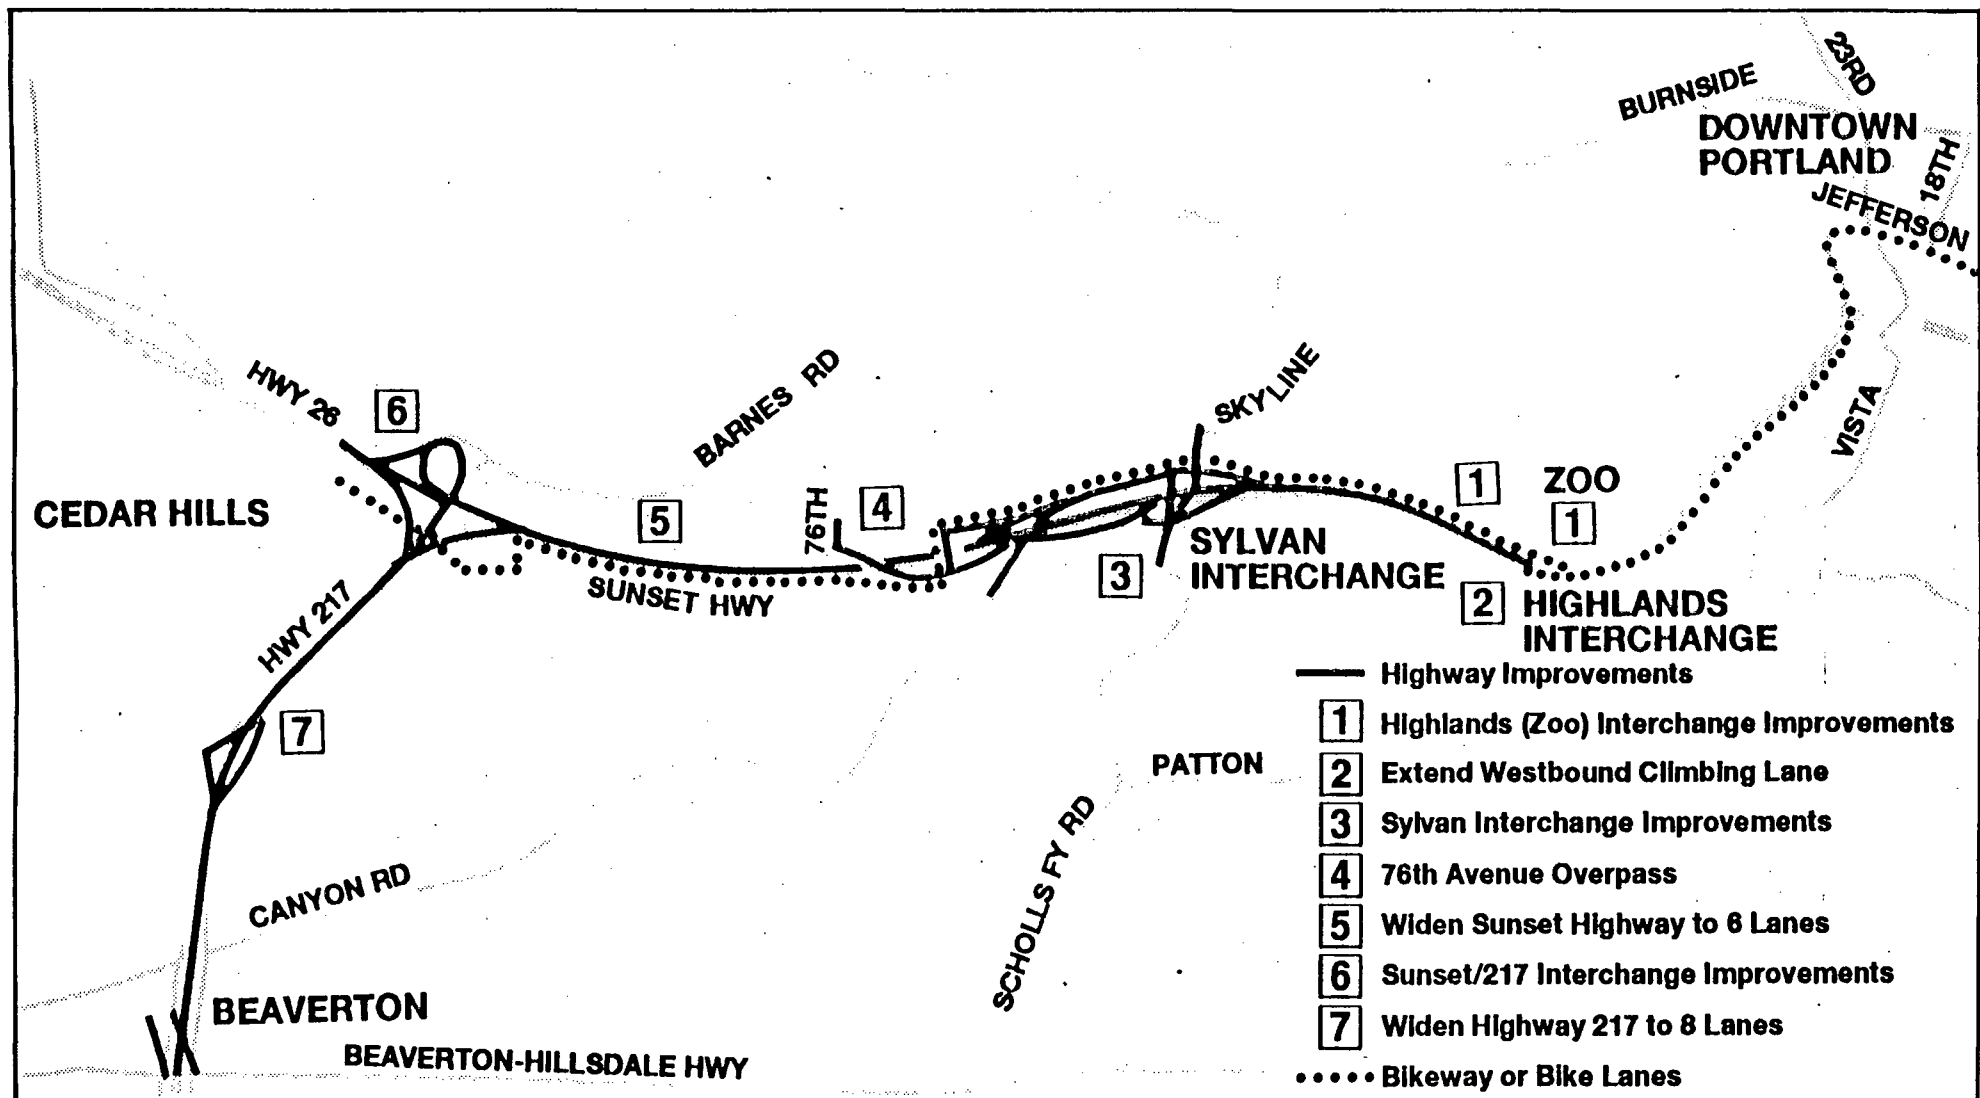 23RD
BURNSIDE
DOWNTOWN
PORTLAND
18TH
JEFFERSON
HWY 26
6
BARNES RD
SKYLINE
VISTA
CEDAR HILLS
5
76TH
4
1
ZOO
1
SYLVAN
INTERCHANGE
3
SUNSET HWY
2
HIGHLANDS
INTERCHANGE
HWY 217
7
PATTON
SCHOLLS FY RD
CANYON RD
BEAVERTON
BEAVERTON-HILLSDALE HWY
Highway Improvements
1 Highlands (Zoo) Interchange Improvements
2 Extend Westbound Climbing Lane
3 Sylvan Interchange Improvements
4 76th Avenue Overpass
5 Widen Sunset Highway to 6 Lanes
6 Sunset/217 Interchange Improvements
7 Widen Highway 217 to 8 Lanes
Bikeway or Bike Lanes